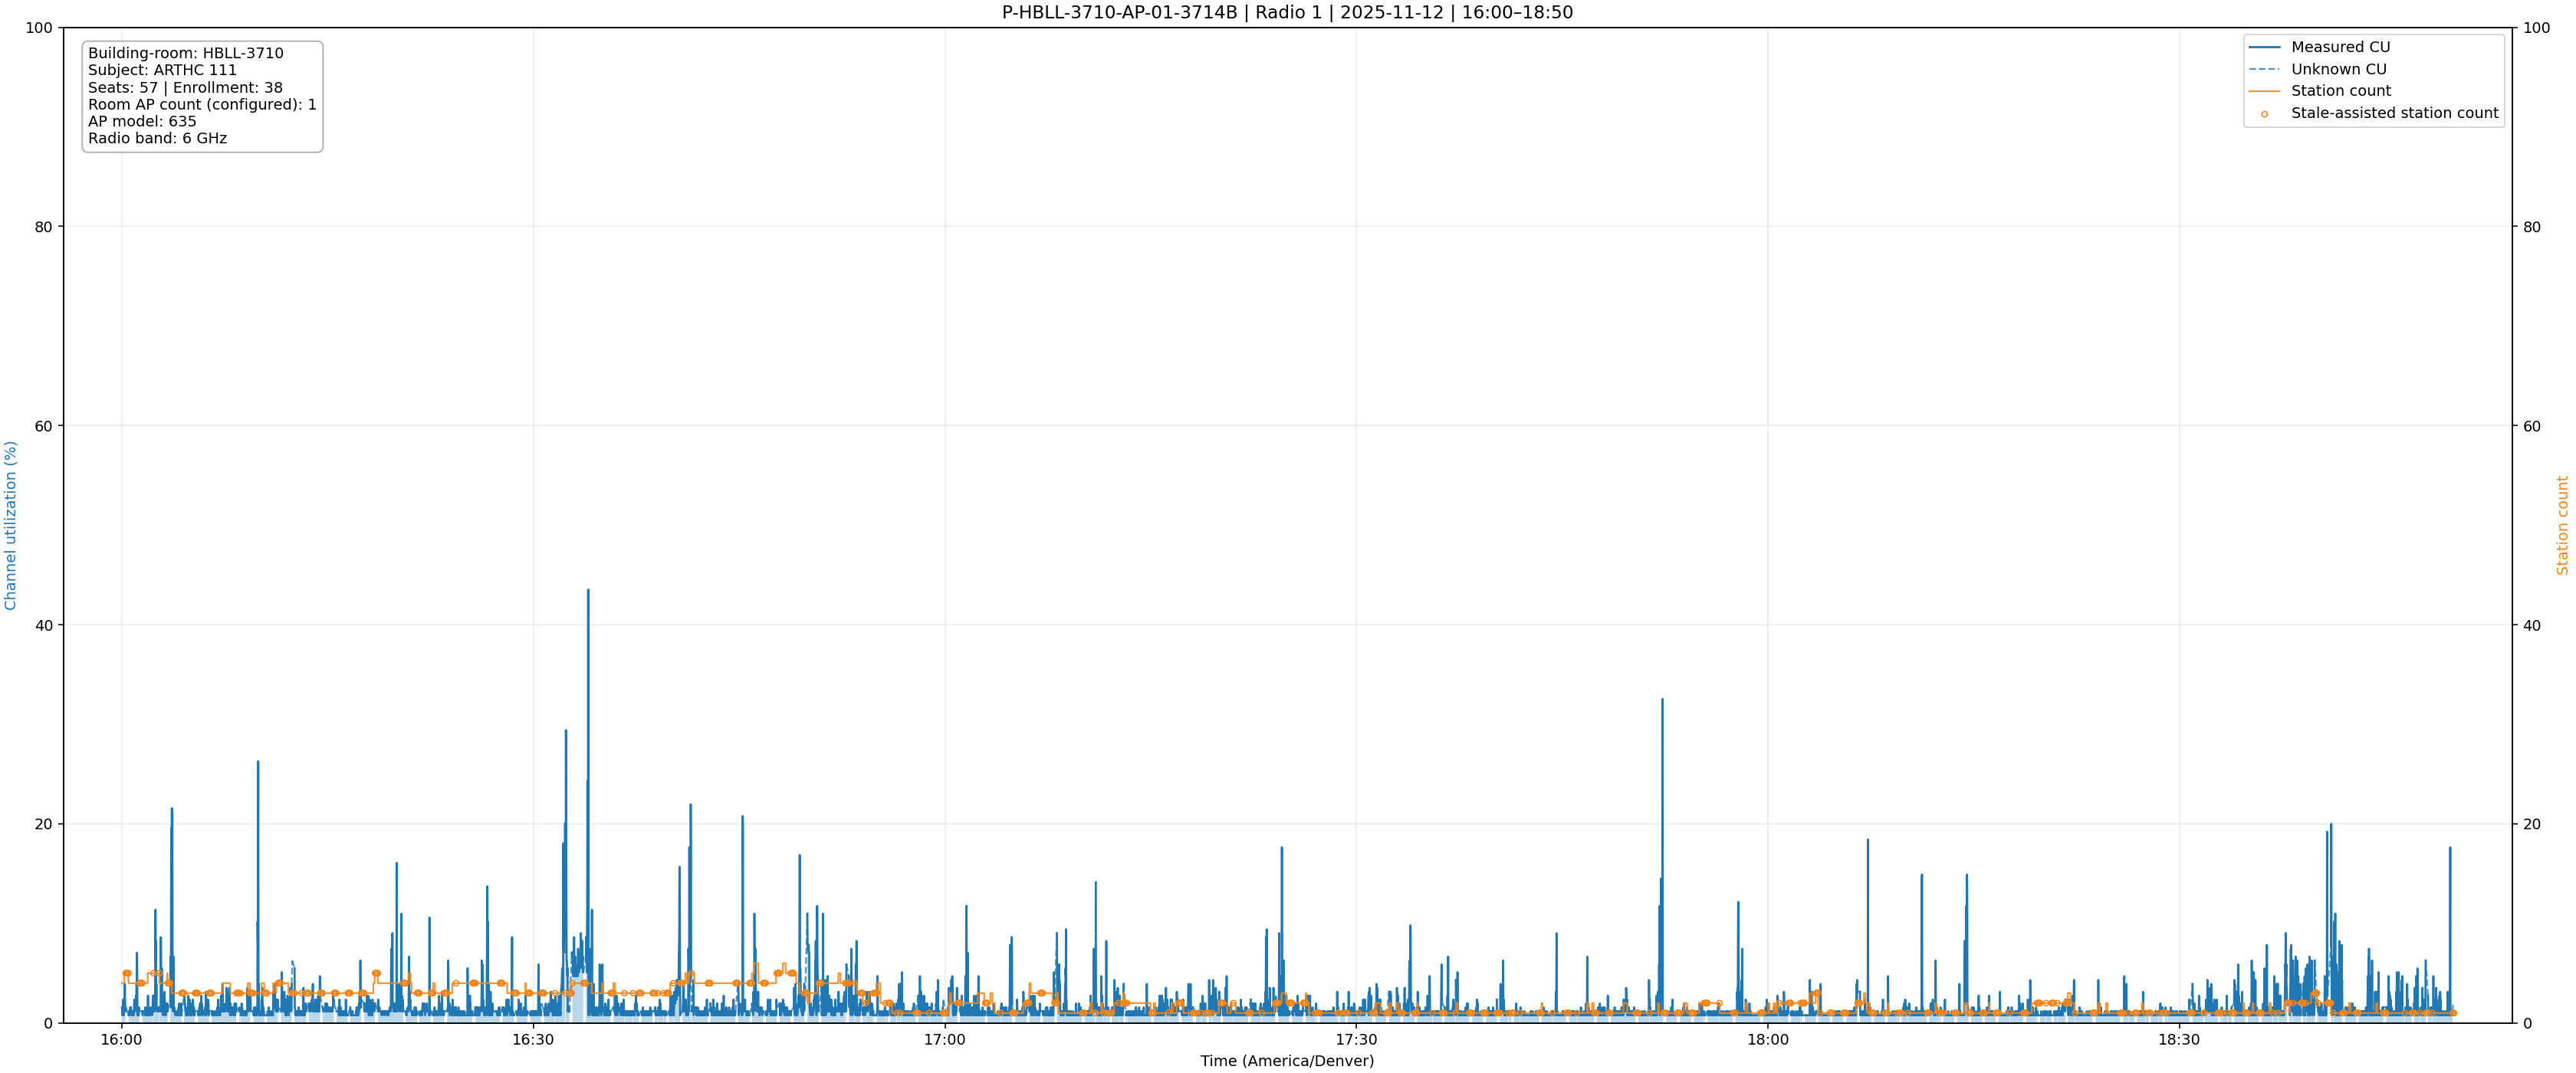 P-HBLL-3710-AP-01-3714B | Radio 1 | 2025-11-12 | 16:00–18:50
Building-room: HBLL-3710
Subject: ARTHC 111
Seats: 57 | Enrollment: 38
Room AP count (configured): 1
AP model: 635
Radio band: 6 GHz
Measured CU
Unknown CU
Station count
Stale-assisted station count
Channel utilization (%)
100
80
60
40
20
0
Station count
100
80
60
40
20
0
16:00
16:30
17:00
17:30
18:00
18:30
Time (America/Denver)